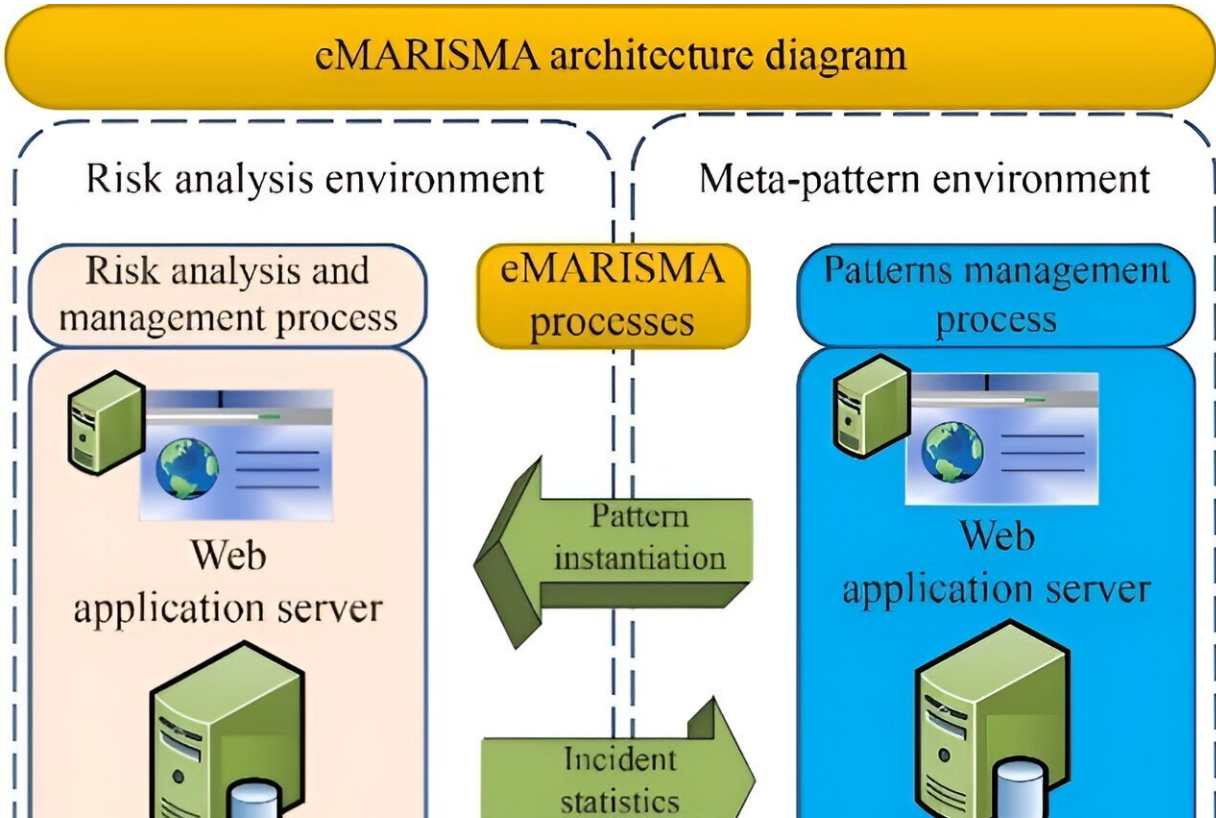 eMARISMA architecture diagram
Risk analysis environment
Meta-pattern environment
Risk analysis and
management process
eMARISMA
processes
Patterns management
process
Web
application server
Pattern
instantiation
Web
application server
Incident
statistics